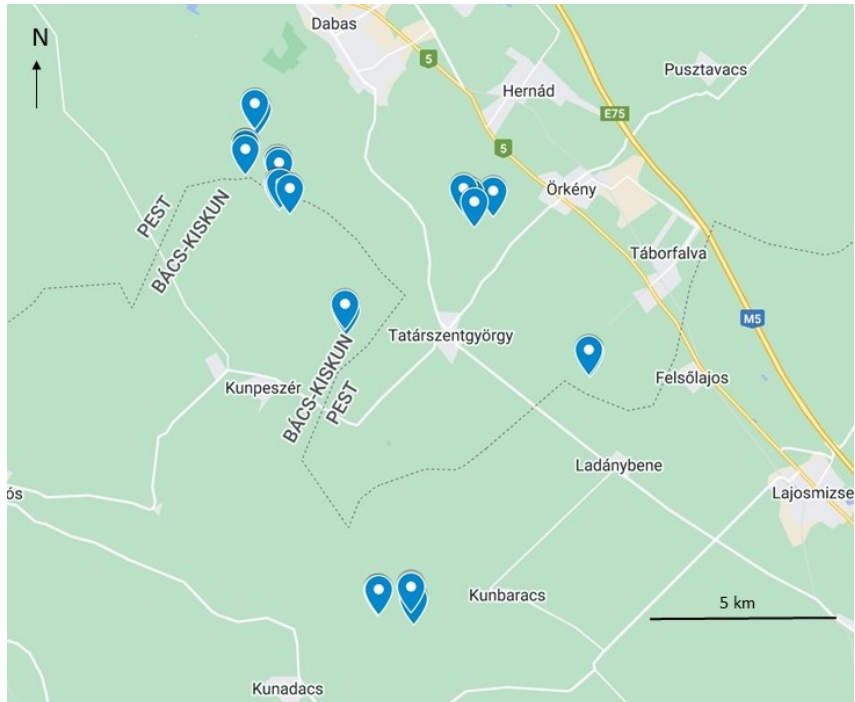 N
Dabas
5
Pusztavacs
Hernád
E75
5
Örkény
PEST
BÁCS-KISKUN
Táborfalva
M5
Tatárszentgyörgy
BÁCS-KISKUN
PEST
Kunpeszér
Felsőlajos
Ladánybene
ós
Lajosmizse
Kunbaracs
5 km
Kunadacs